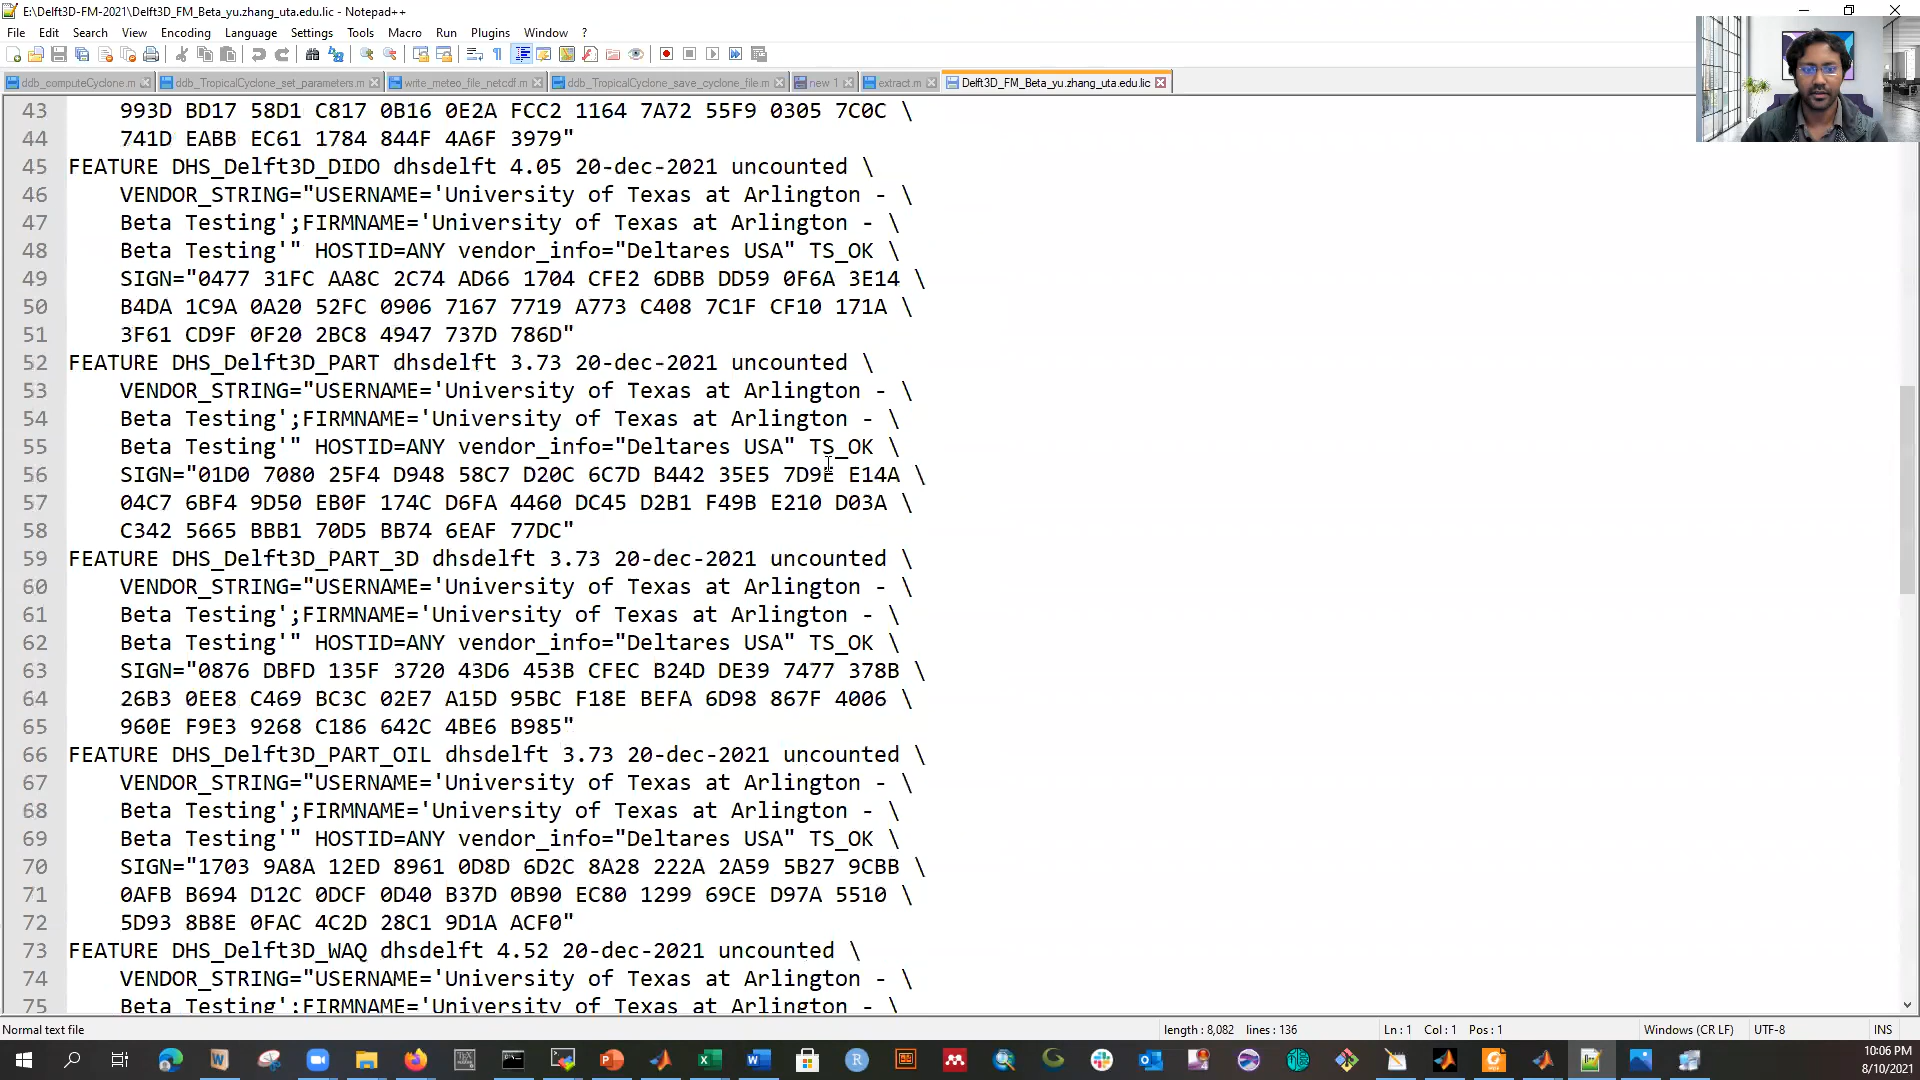 E:\Delft3D-FM-2021\Delft3D_FM_Beta_yu.zhang_uta.edu.lic - Notepad++
File Edit Search View Encoding Language Settings Tools Macro Run Plugins Window ?
ddb_computeCyclone.m ddb_TropicalCyclone_set_parameters.m write_meteo_file_netcdf.m ddb_TropicalCyclone_save_cyclone_file.m new 1 extract.m Delft3D_FM_Beta_yu.zhang_uta.edu.lic
43 993D BD17 58D1 C817 0B16 0E2A FCC2 1164 7A72 55F9 0305 7C0C \
44 741D EABB EC61 1784 844F 4A6F 3979"
45 FEATURE DHS_Delft3D_DIDO dhsdelft 4.05 20-dec-2021 uncounted \
46 VENDOR_STRING="USERNAME='University of Texas at Arlington - \
47 Beta Testing';FIRMNAME='University of Texas at Arlington - \
48 Beta Testing'" HOSTID=ANY vendor_info="Deltares USA" TS_OK \
49 SIGN="0477 31FC AA8C 2C74 AD66 1704 CFE2 6DBB DD59 0F6A 3E14 \
50 B4DA 1C9A 0A20 52FC 0906 7167 7719 A773 C408 7C1F CF10 171A \
51 3F61 CD9F 0F20 2BC8 4947 737D 786D"
52 FEATURE DHS_Delft3D_PART dhsdelft 3.73 20-dec-2021 uncounted \
53 VENDOR_STRING="USERNAME='University of Texas at Arlington - \
54 Beta Testing';FIRMNAME='University of Texas at Arlington - \
55 Beta Testing'" HOSTID=ANY vendor_info="Deltares USA" TS_OK \
56 SIGN="01D0 7080 25F4 D948 58C7 D20C 6C7D B442 35E5 7D9E E14A \
57 04C7 6BF4 9D50 EB0F 174C D6FA 4460 DC45 D2B1 F49B E210 D03A \
58 C342 5665 BBB1 70D5 BB74 6EAF 77DC"
59 FEATURE DHS_Delft3D_PART_3D dhsdelft 3.73 20-dec-2021 uncounted \
60 VENDOR_STRING="USERNAME='University of Texas at Arlington - \
61 Beta Testing';FIRMNAME='University of Texas at Arlington - \
62 Beta Testing'" HOSTID=ANY vendor_info="Deltares USA" TS_OK \
63 SIGN="0876 DBFD 135F 3720 43D6 453B CFEC B24D DE39 7477 378B \
64 26B3 0EE8 C469 BC3C 02E7 A15D 95BC F18E BEFA 6D98 867F 4006 \
65 960E F9E3 9268 C186 642C 4BE6 B985"
66 FEATURE DHS_Delft3D_PART_OIL dhsdelft 3.73 20-dec-2021 uncounted \
67 VENDOR_STRING="USERNAME='University of Texas at Arlington - \
68 Beta Testing';FIRMNAME='University of Texas at Arlington - \
69 Beta Testing'" HOSTID=ANY vendor_info="Deltares USA" TS_OK \
70 SIGN="1703 9A8A 12ED 8961 0D8D 6D2C 8A28 222A 2A59 5B27 9CBB \
71 0AFB B694 D12C 0DCF 0D40 B37D 0B90 EC80 1299 69CE D97A 5510 \
72 5D93 8B8E 0FAC 4C2D 28C1 9D1A ACF0"
73 FEATURE DHS_Delft3D_WAQ dhsdelft 4.52 20-dec-2021 uncounted \
74 VENDOR_STRING="USERNAME='University of Texas at Arlington - \
75 Beta Testing';FIRMNAME='University of Texas at Arlington - \
Normal text file length : 8,082 lines : 136 Ln : 1 Col : 1 Pos : 1 Windows (CR LF) UTF-8 INS
10:06 PM
8/10/2021